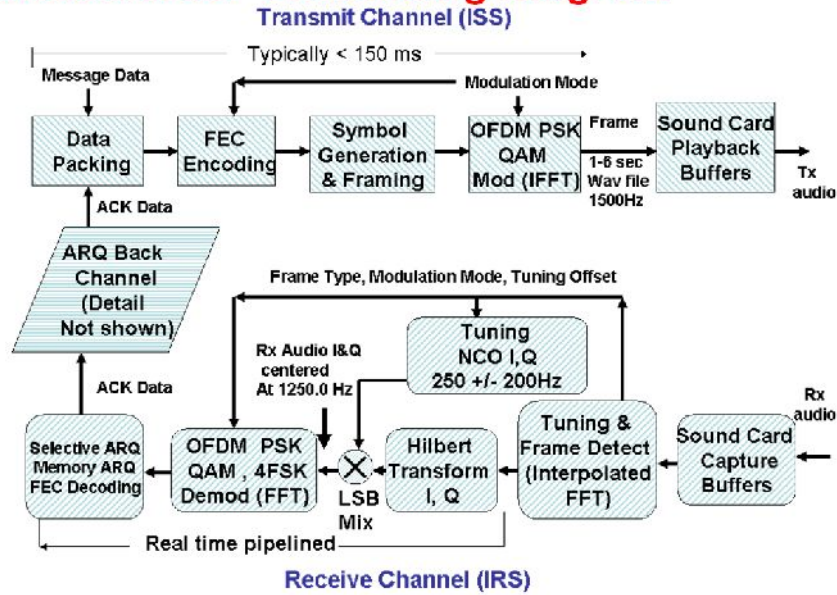 Transmit Channel (ISS)
Typically < 150 ms
Message Data
Modulation Mode
Data
Packing
FEC
Encoding
Symbol
Generation
& Framing
OFDM PSK
QAM
Mod (IFFT)
Frame
1-6 sec
Wav file
1500Hz
Sound Card
Playback
Buffers
Tx
audio
ACK Data
ARQ Back
Channel
(Detail
Not shown)
Frame Type, Modulation Mode, Tuning Offset
Tuning
NCO I,Q
250 +/- 200Hz
Rx Audio I&Q
centered
At 1250.0 Hz
ACK Data
Rx
audio
Selective ARQ
Memory ARQ
FEC Decoding
OFDM PSK
QAM , 4FSK
Demod (FFT)
LSB
Mix
Hilbert
Transform
I, Q
Tuning &
Frame Detect
(Interpolated
FFT)
Sound Card
Capture
Buffers
Real time pipelined
Receive Channel (IRS)